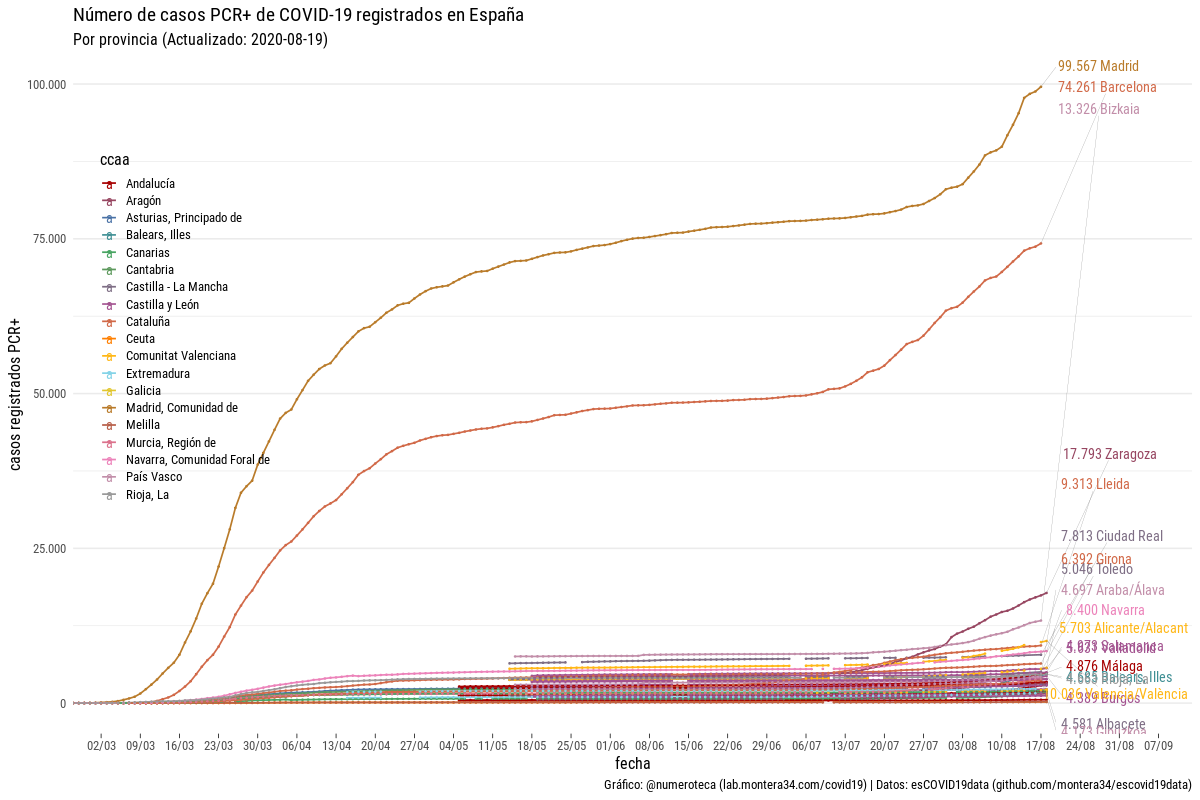 Número de casos PCR+ de COVID-19 registrados en España
Por provincia (Actualizado: 2020-08-19)
99.567 Madrid
100.000
74.261 Barcelona
13.326 Bizkaia
ccaa
Andalucía
Aragón
Asturias, Principado de
Balears, Illes
75.000
Canarias
Cantabria
Castilla - La Mancha
Castilla y León
Cataluña
Ceuta
Comunitat Valenciana
Extremadura
Galicia
50.000
Madrid, Comunidad de
Melilla
Murcia, Región de
Navarra, Comunidad Foral de
País Vasco
Rioja, La
casos registrados PCR+
17.793 Zaragoza
9.313 Lleida
7.813 Ciudad Real
25.000
6.392 Girona
5.046 Toledo
4.697 Araba/Álava
8.400 Navarra
5.703 Alicante/Alacant
Salamanca
Valladolid
4.876 Málaga
4.685 Balears, Illes
València/València
4.389 Burgos
0
4.581 Albacete
02/03 09/03 16/03 23/03 30/03 06/04 13/04 20/04 27/04 04/05 11/05 18/05 25/05 01/06 08/06 15/06 22/06 29/06 06/07 13/07 20/07 27/07 03/08 10/08 17/08 24/08 31/08 07/09
fecha
Gráfico: @numeroteca (lab.montera34.com/covid19) | Datos: esCOVID19data (github.com/montera34/escovid19data)